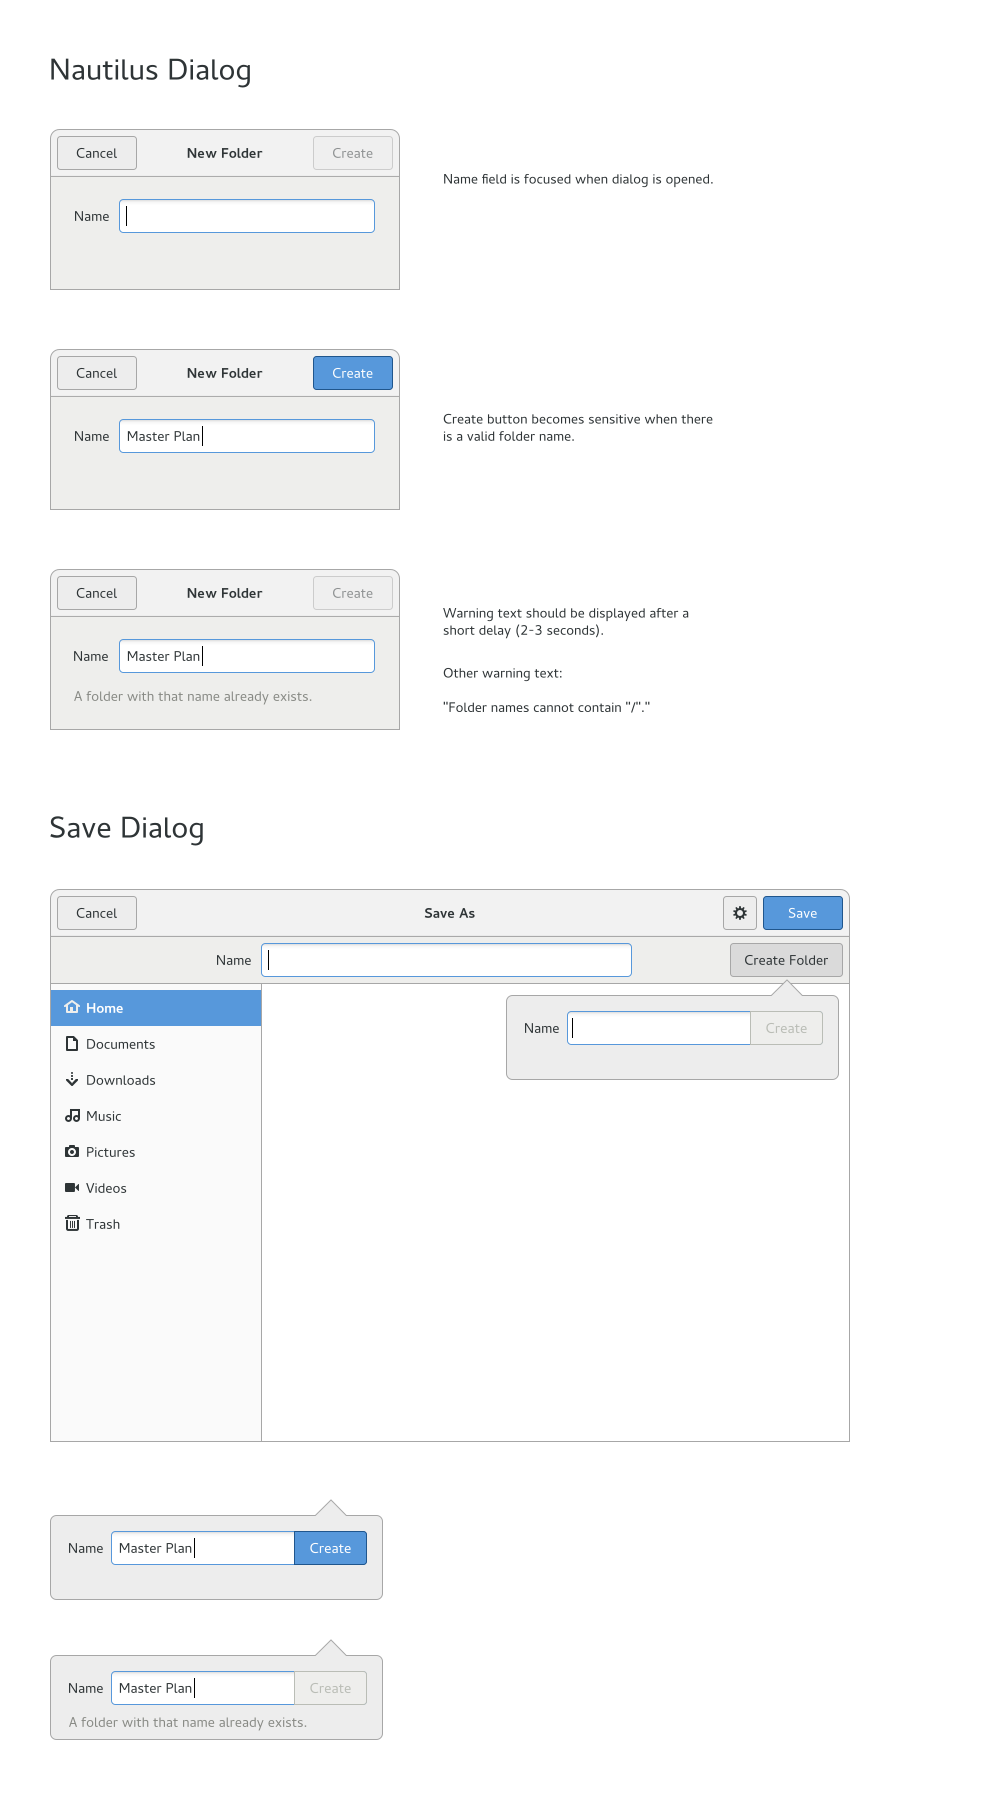 Nautilus Dialog
Cancel New Folder Create
Name field is focused when dialog is opened.
Name
Cancel New Folder Create
Create button becomes sensitive when there
is a valid folder name.
Name Master Plan
Cancel New Folder Create
Warning text should be displayed after a
short delay (2-3 seconds).
Name Master Plan
Other warning text:
A folder with that name already exists.
"Folder names cannot contain "/"."
Save Dialog
Cancel Save As Save
Name Create Folder
Home
Name Create
Documents
Downloads
Music
Pictures
Videos
Trash
Name Master Plan Create
Name Master Plan Create
A folder with that name already exists.